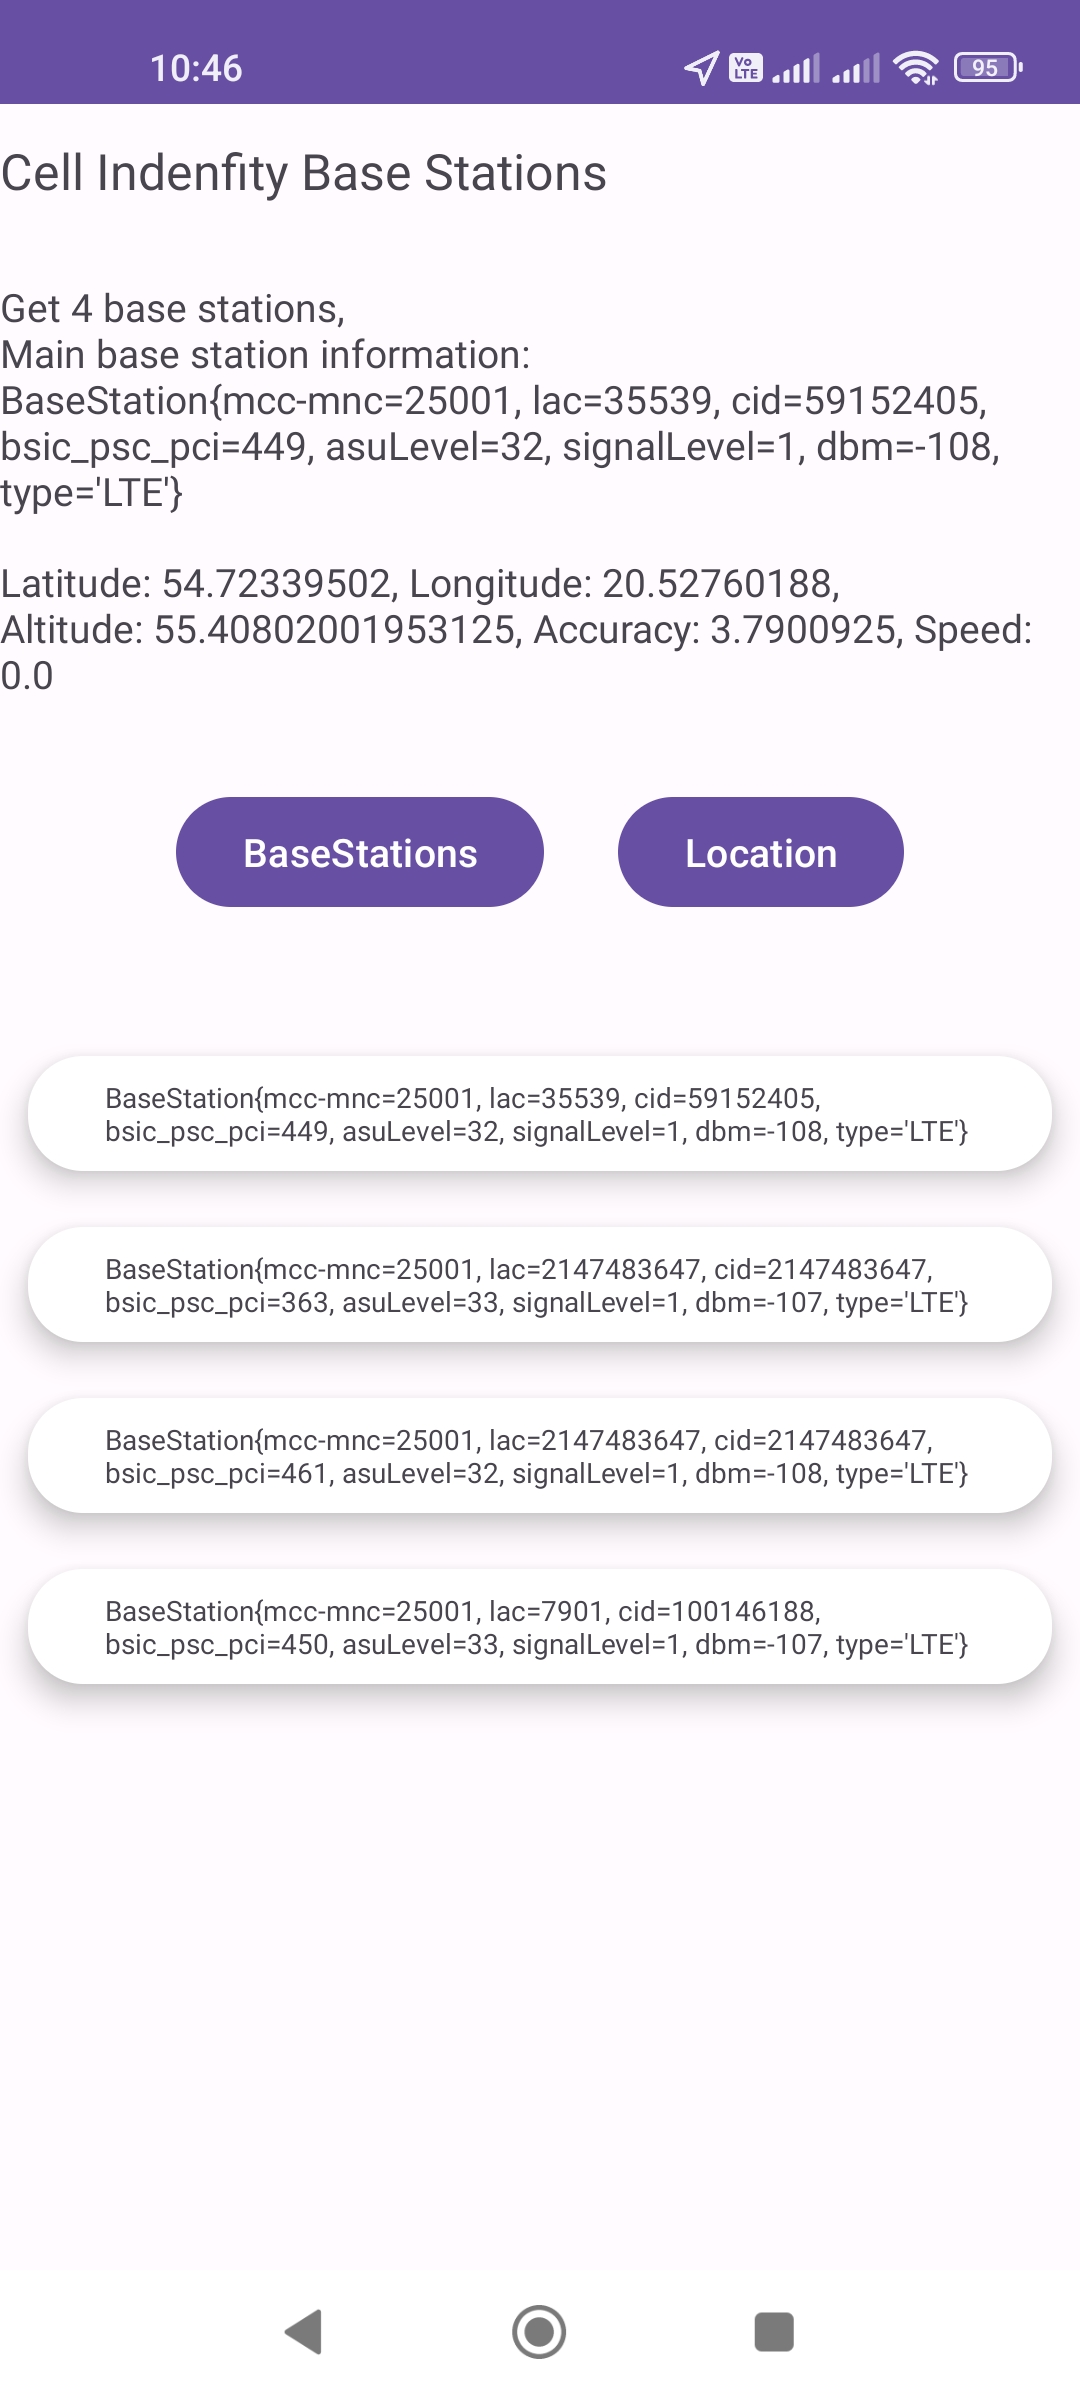 10:46
Vo
LTE
95
Cell Indenfity Base Stations
Get 4 base stations,
Main base station information:
BaseStation{mcc-mnc=25001, lac=35539, cid=59152405,
bsic_psc_pci=449, asuLevel=32, signalLevel=1, dbm=-108,
type='LTE'}
Latitude: 54.72339502, Longitude: 20.52760188,
Altitude: 55.40802001953125, Accuracy: 3.7900925, Speed:
0.0
BaseStations
Location
BaseStation{mcc-mnc=25001, lac=35539, cid=59152405,
bsic_psc_pci=449, asuLevel=32, signalLevel=1, dbm=-108, type='LTE'}
BaseStation{mcc-mnc=25001, lac=2147483647, cid=2147483647,
bsic_psc_pci=363, asuLevel=33, signalLevel=1, dbm=-107, type='LTE'}
BaseStation{mcc-mnc=25001, lac=2147483647, cid=2147483647,
bsic_psc_pci=461, asuLevel=32, signalLevel=1, dbm=-108, type='LTE'}
BaseStation{mcc-mnc=25001, lac=7901, cid=100146188,
bsic_psc_pci=450, asuLevel=33, signalLevel=1, dbm=-107, type='LTE'}